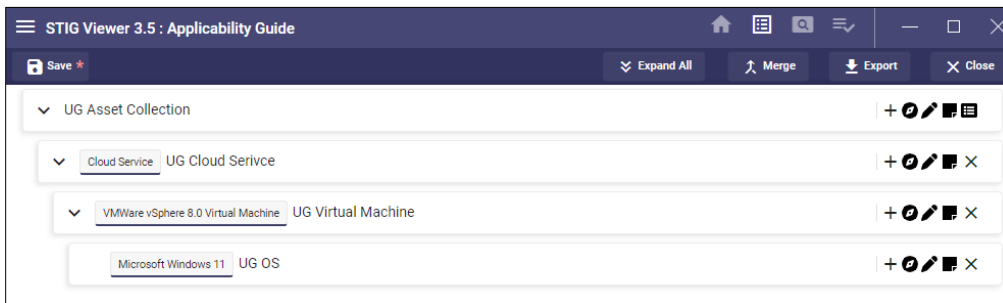 STIG Viewer 3.5 : Applicability Guide
Save * Expand All Merge Export Close
UG Asset Collection
Cloud Service UG Cloud Serivce
VMWare vSphere 8.0 Virtual Machine UG Virtual Machine
Microsoft Windows 11 UG OS